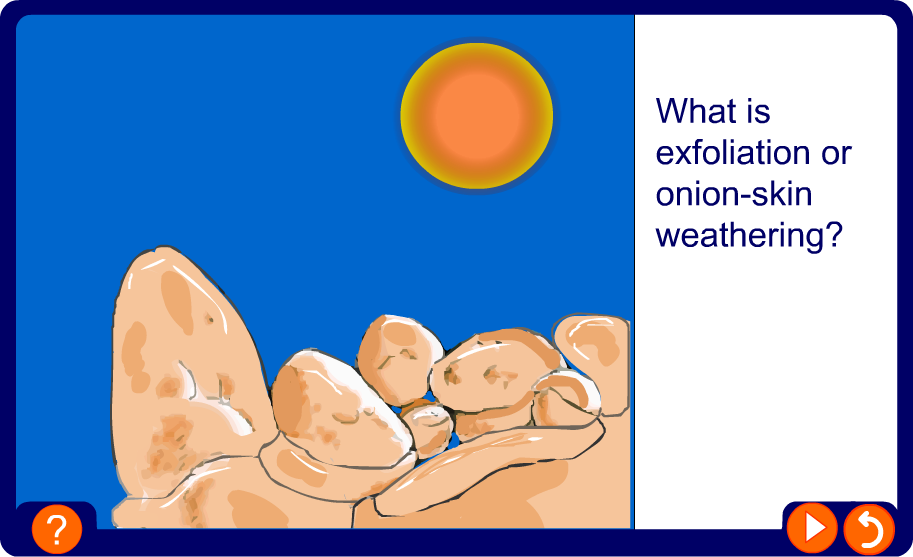 What is
exfoliation or
onion-skin
weathering?
?